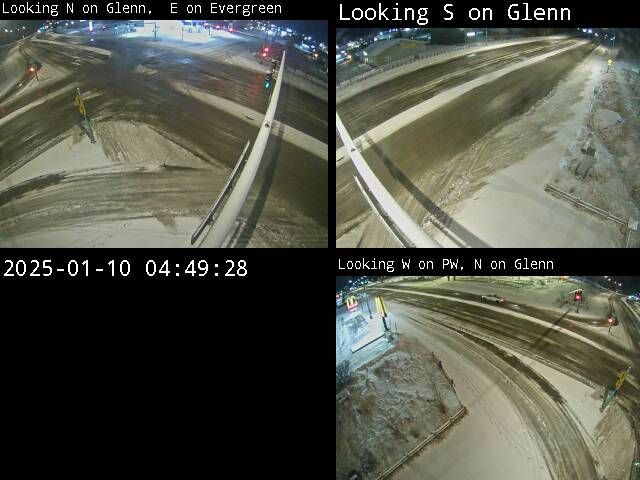 Looking N on Glenn,  E on Evergreen
Looking S on Glenn
2025-01-10 04:49:28
Looking W on PW, N on Glenn